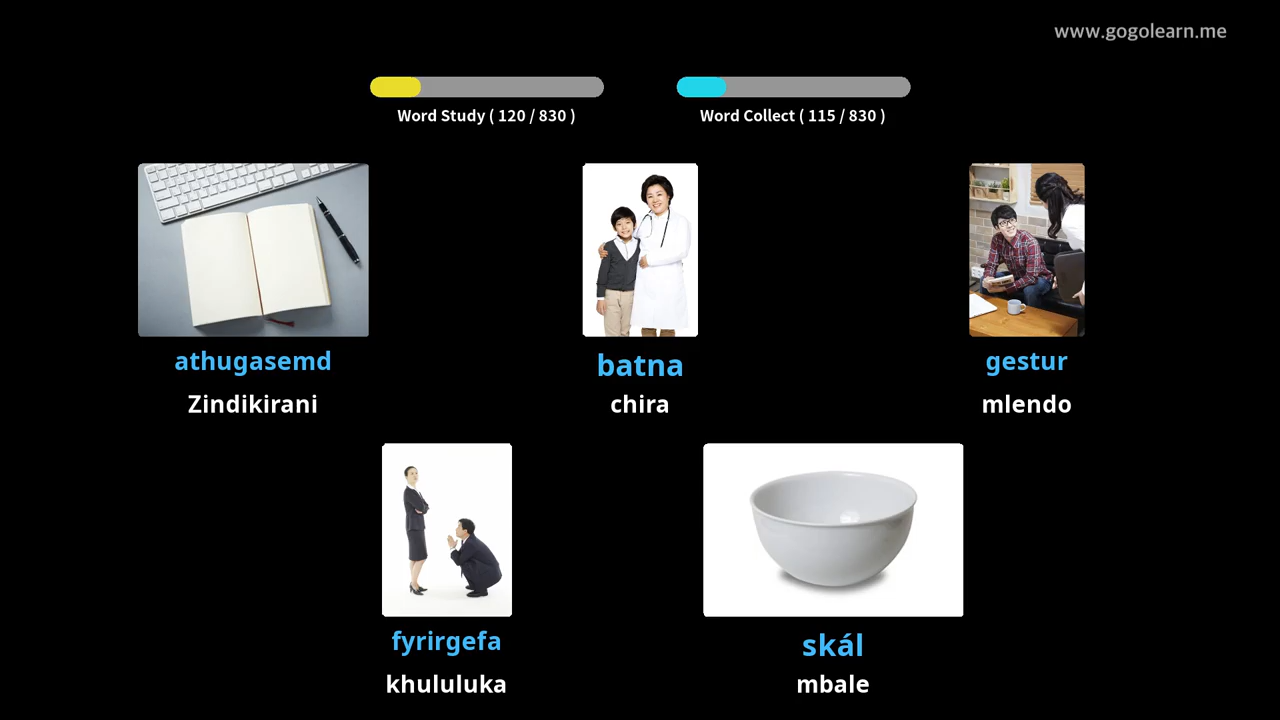 www.gogolearn.me
Word Study ( 120 / 830 )
Word Collect ( 115 / 830 )
athugasemd
Zindikirani
batna
chira
gestur
mlendo
fyrirgefa
khululuka
skál
mbale